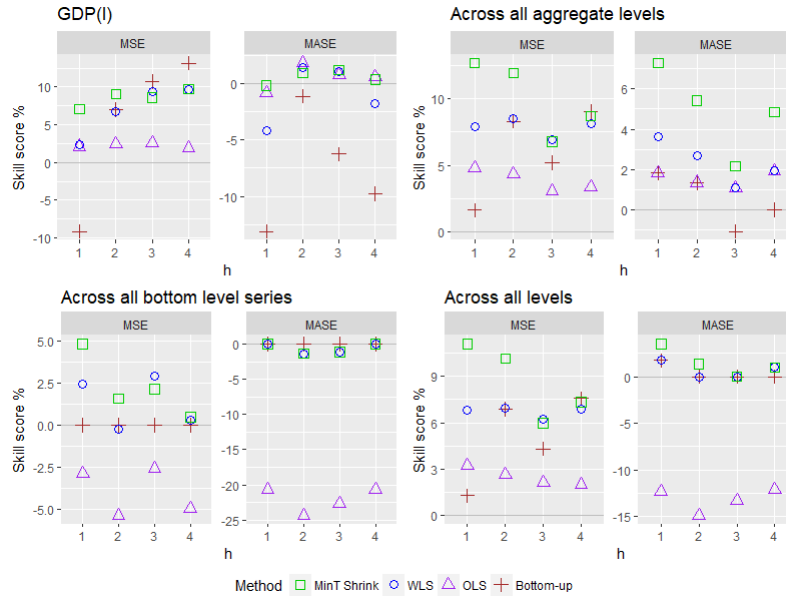 GDP(I)
MSE
MASE
Skill score %
10
5
0
-5
-10
0
-5
-10
1 2 3 4
1 2 3 4
h
Across all aggregate levels
MSE
MASE
Skill score %
10
5
0
6
4
2
0
1 2 3 4
1 2 3 4
h
Across all bottom level series
MSE
MASE
Skill score %
5.0
2.5
0.0
-2.5
-5.0
0
-5
-10
-15
-20
-25
1 2 3 4
1 2 3 4
h
Across all levels
MSE
MASE
Skill score %
9
6
3
0
0
-5
-10
-15
1 2 3 4
1 2 3 4
h
Method MinT Shrink WLS OLS Bottom-up